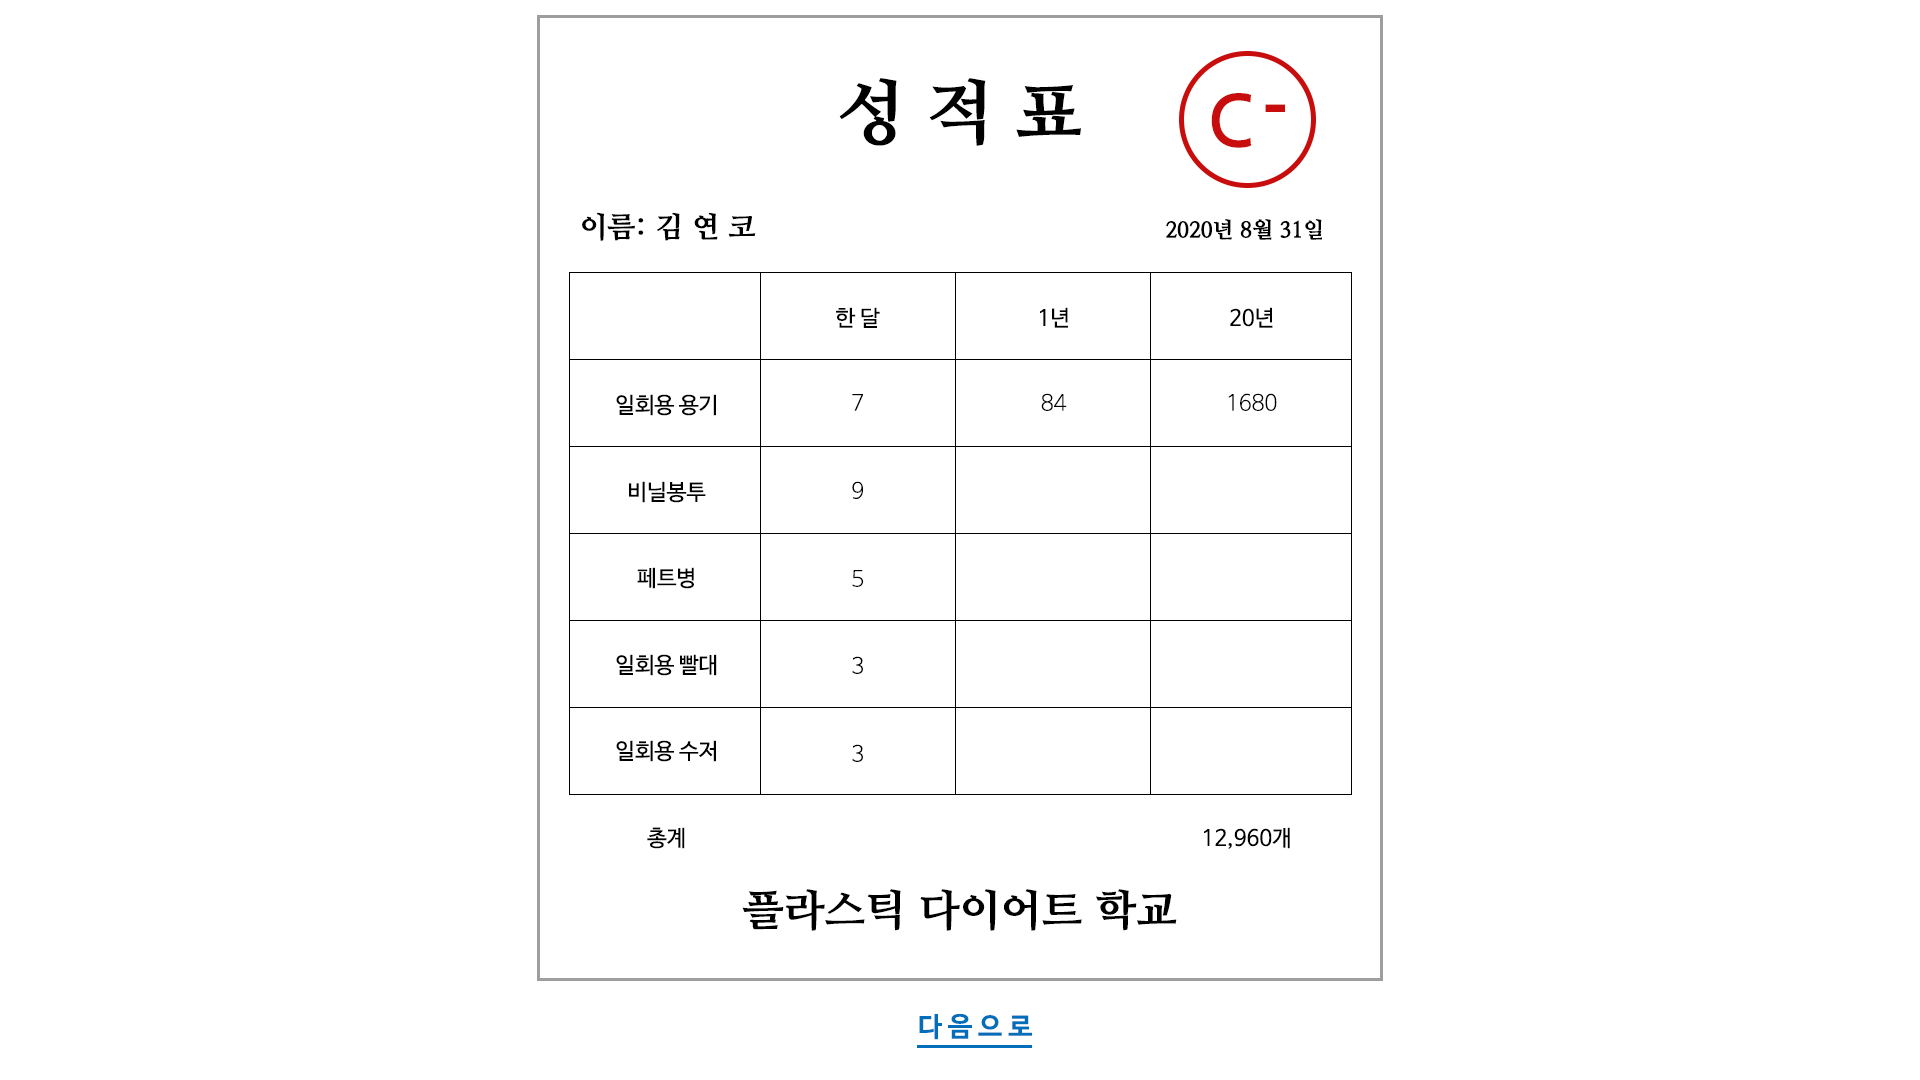 성적표
C-
이름: 김 연 코
2020년 8월 31일
한 달 1년 20년
일회용 용기 7 84 1680
비닐봉투 9
페트병 5
일회용 빨대 3
일회용 수저 3
총계 12,960개
플라스틱 다이어트 학교
다음으로